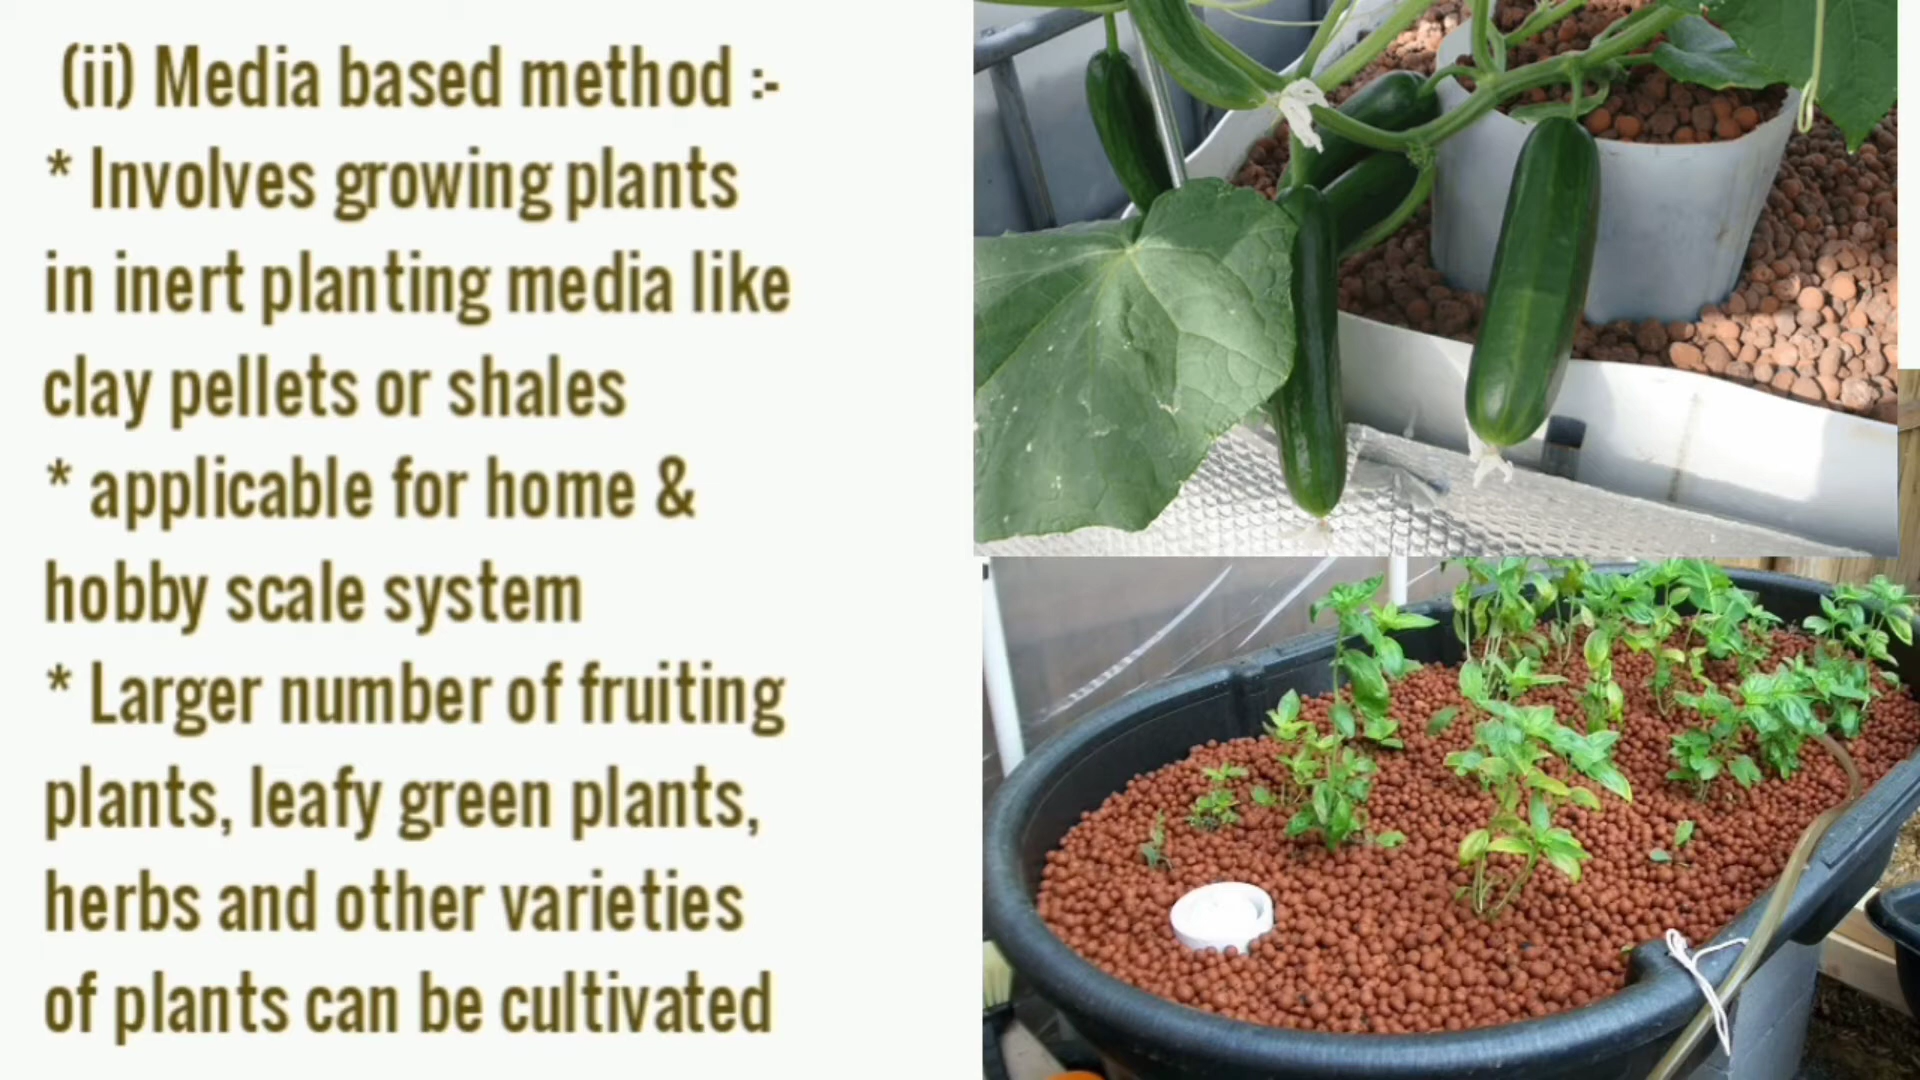 (ii) Media based method :-
* Involves growing plants
in inert planting media like
clay pellets or shales
* applicable for home &
hobby scale system
* Larger number of fruiting
plants, leafy green plants,
herbs and other varieties
of plants can be cultivated